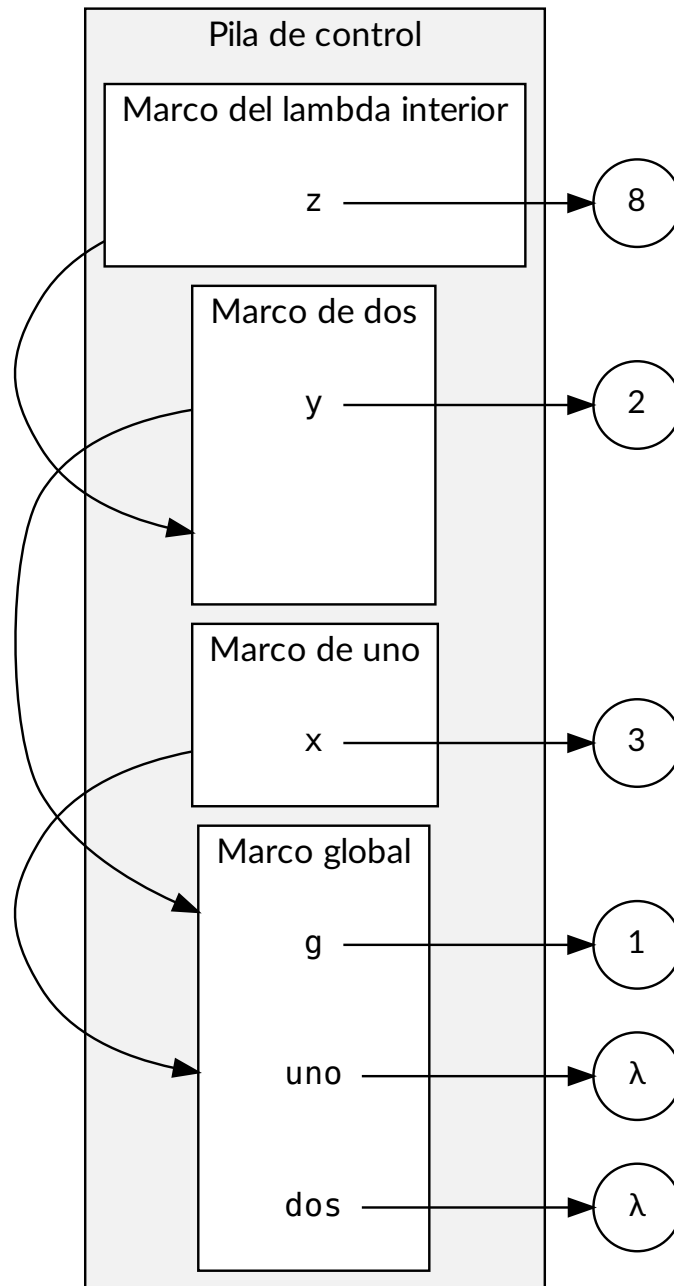 Pila de control
Marco del lambda interior
z 8
Marco de dos
y 2
Marco de uno
x 3
Marco global
g 1
uno λ
dos λ